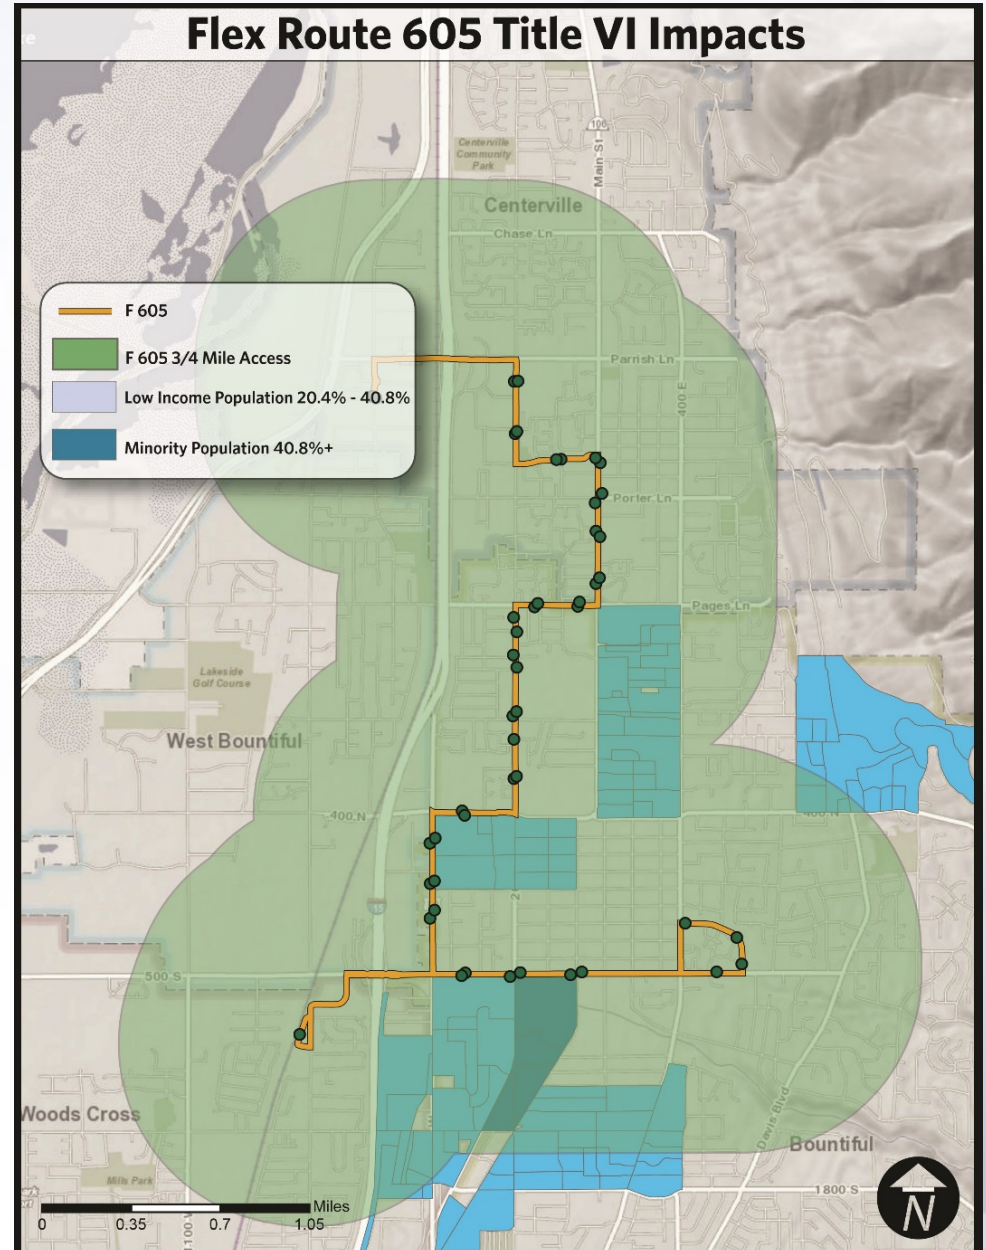 Flex Route 605 Title VI Impacts
106
Main St
Centerville
Community
Park
Centerville
Chase Ln
F 605
F 605 3/4 Mile Access
Low Income Population 20.4% - 40.8%
Minority Population 40.8%+
Parrish Ln
400 E
Porter Ln
Pages Ln
Lakeside
Golf Course
West Bountiful
400 N
400 N
500 S
Woods Cross
Davis Blvd
Bountiful
Mills Park
1800 S
1100 W
Miles
0 0.35 0.7 1.05
N